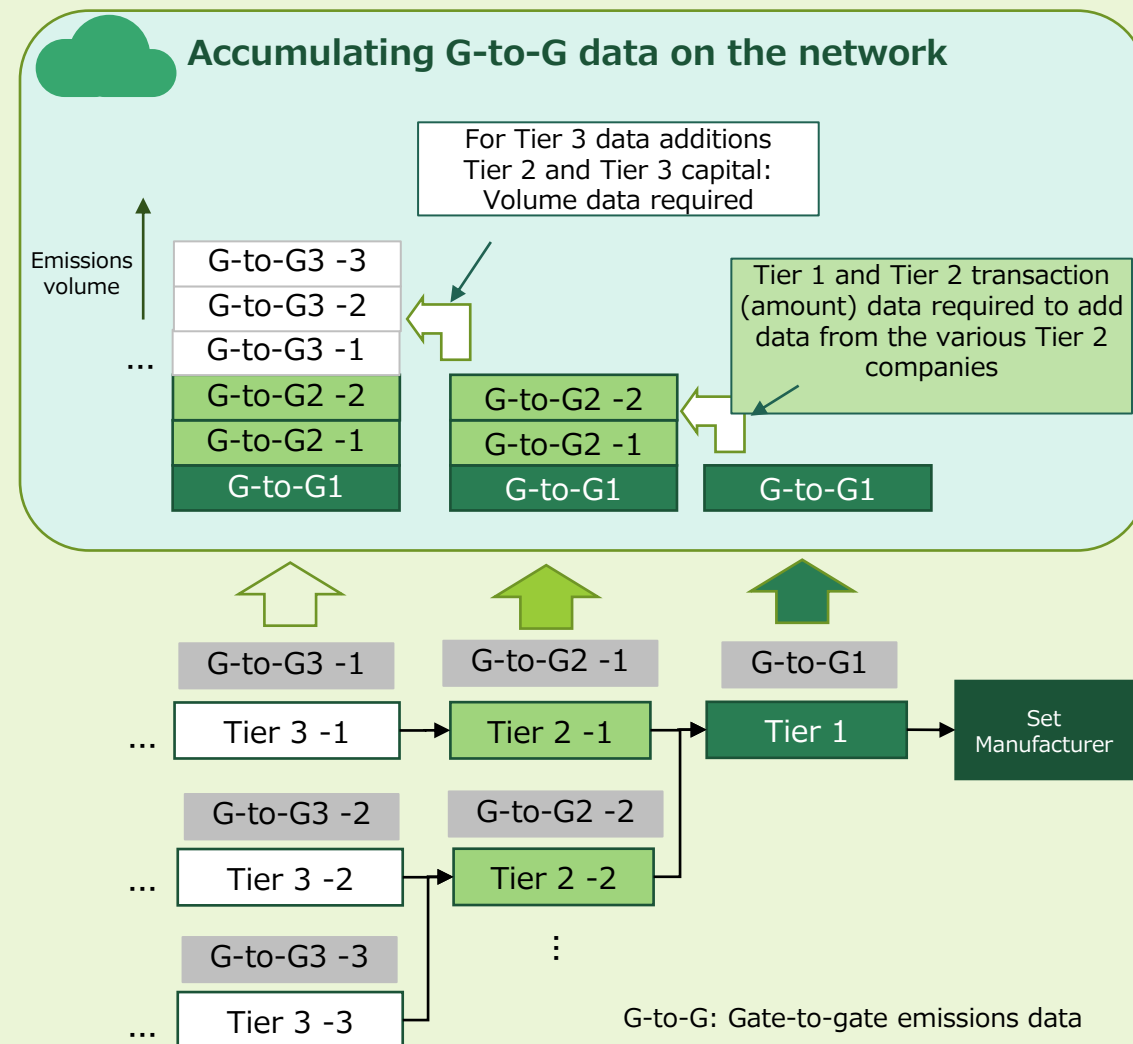 Accumulating G-to-G data on the network
For Tier 3 data additions
Tier 2 and Tier 3 capital:
Volume data required
Emissions
volume
Tier 1 and Tier 2 transaction
(amount) data required to add
data from the various Tier 2
companies
G-to-G3 -3
G-to-G3 -2
G-to-G3 -1
...
G-to-G2 -2
G-to-G2 -1
G-to-G1
G-to-G2 -2
G-to-G2 -1
G-to-G1
G-to-G1
G-to-G3 -1
G-to-G2 -1
G-to-G1
...
Tier 3 -1
Tier 2 -1
Tier 1
Set
Manufacturer
G-to-G3 -2
G-to-G2 -2
...
Tier 3 -2
Tier 2 -2
...
G-to-G3 -3
...
Tier 3 -3
G-to-G: Gate-to-gate emissions data